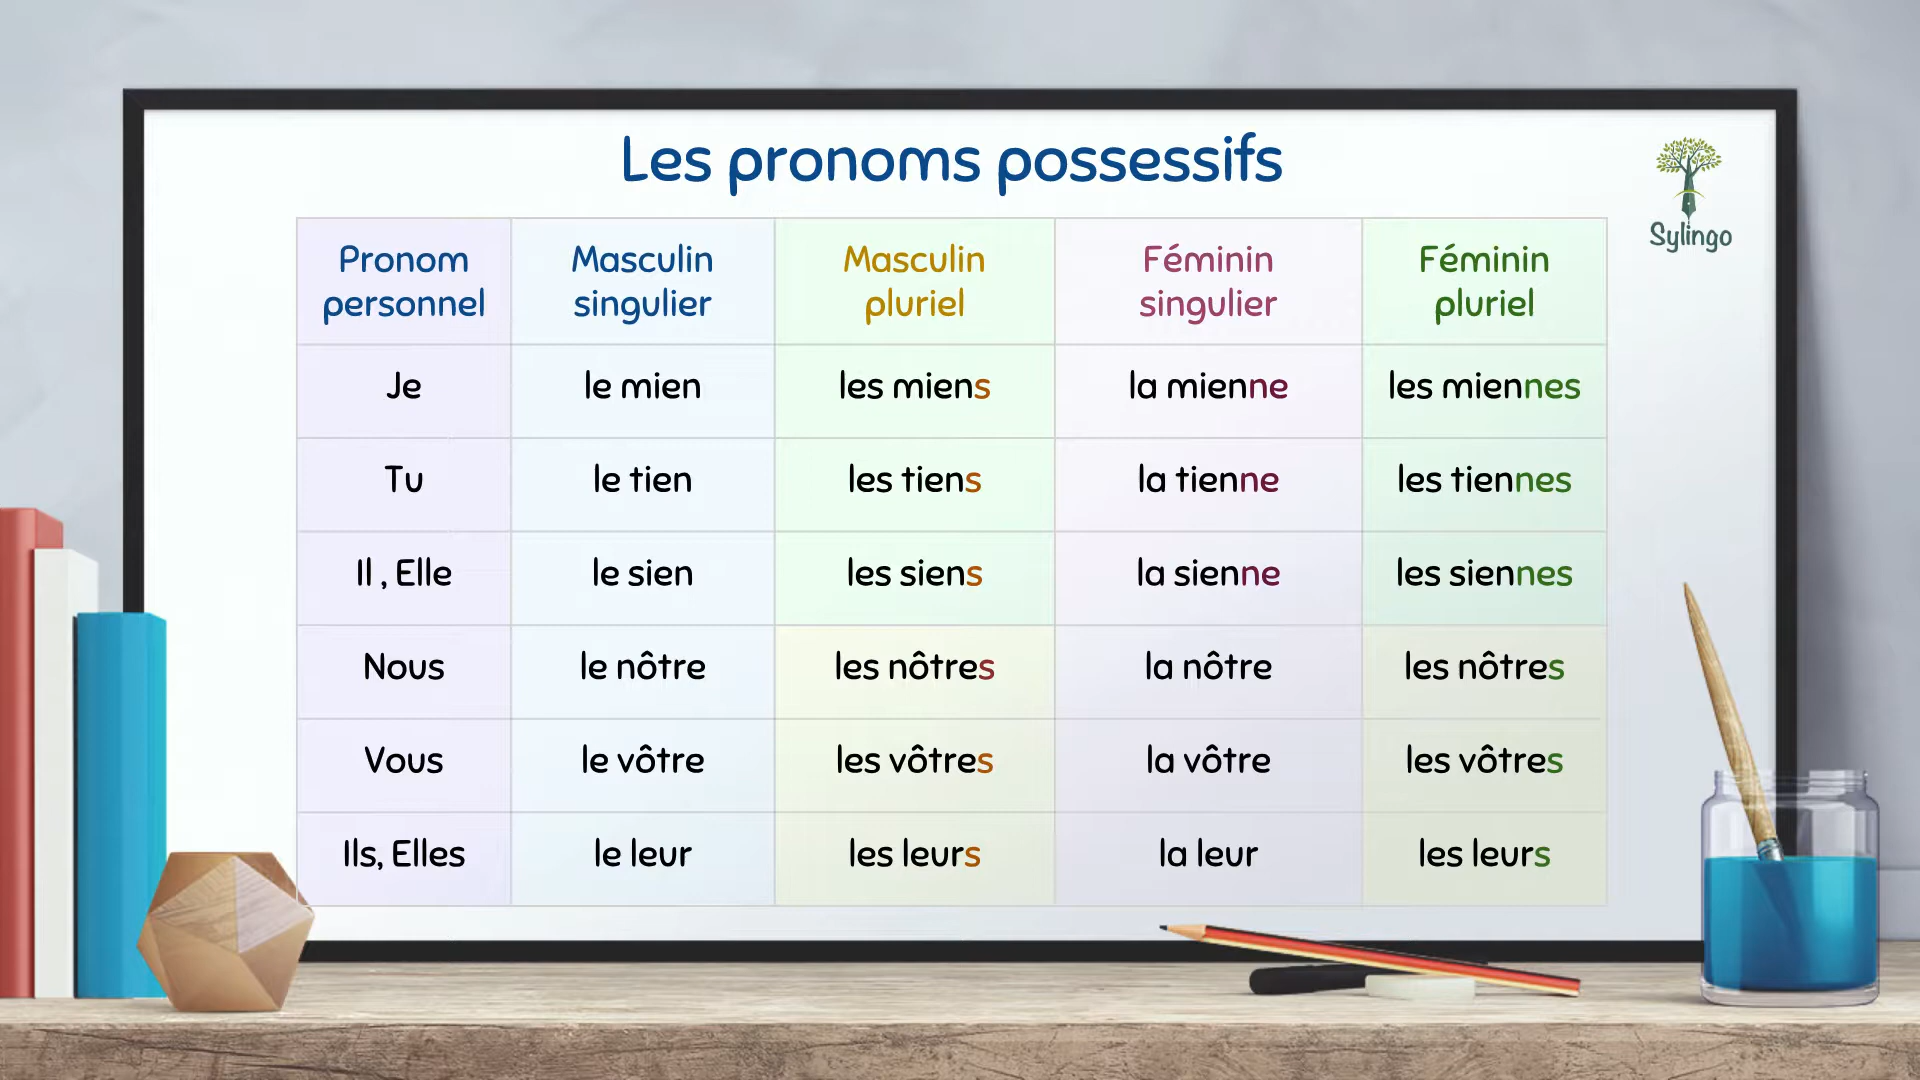 Les pronoms possessifs
Sylingo
Pronom personnel Masculin singulier Masculin pluriel Féminin singulier Féminin pluriel
Je le mien les miens la mienne les miennes
Tu le tien les tiens la tienne les tiennes
Il , Elle le sien les siens la sienne les siennes
Nous le nôtre les nôtres la nôtre les nôtres
Vous le vôtre les vôtres la vôtre les vôtres
Ils, Elles le leur les leurs la leur les leurs